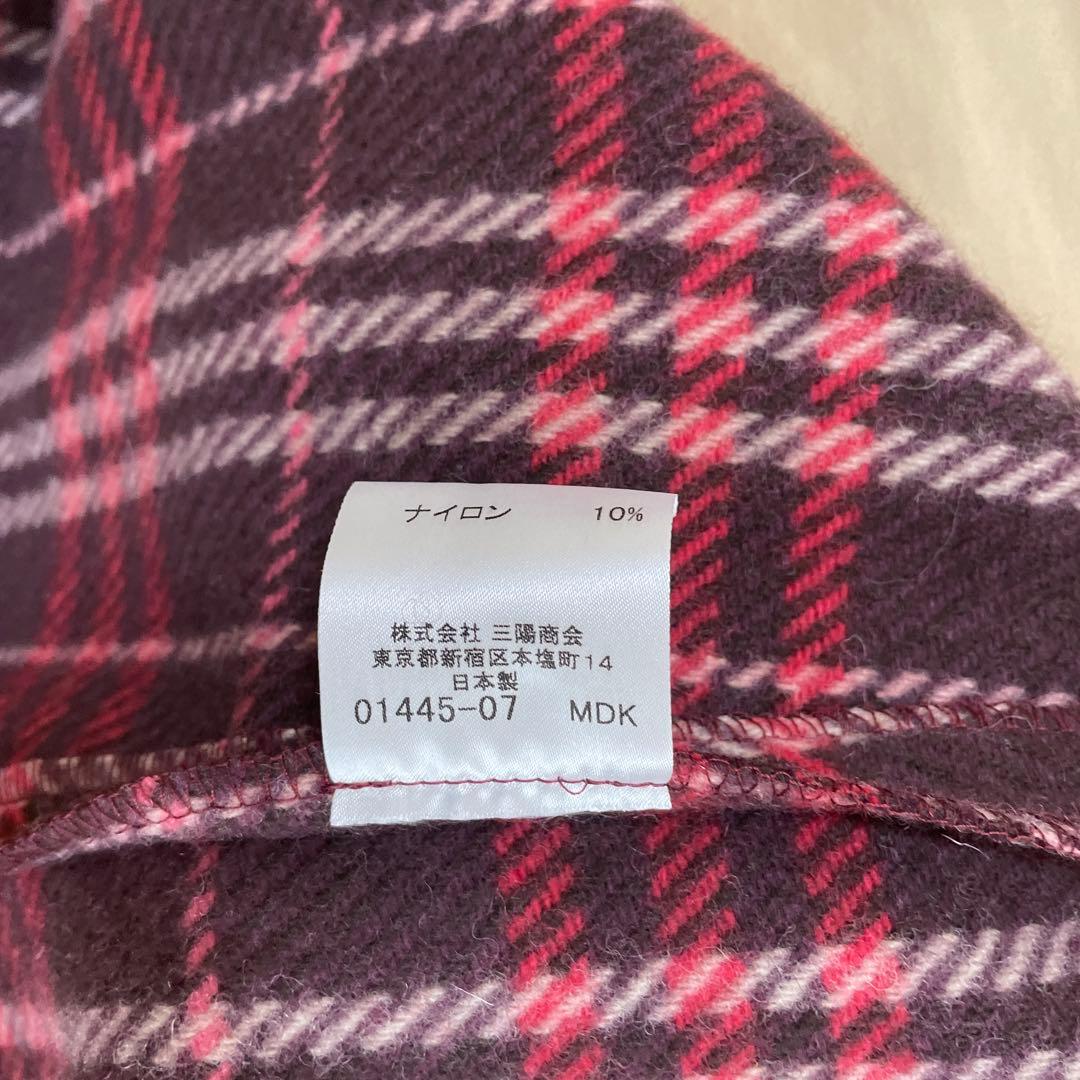 ナイロン 10%
株式会社 三陽商会
東京都新宿区本塩町14
日本製
01445-07 MDK